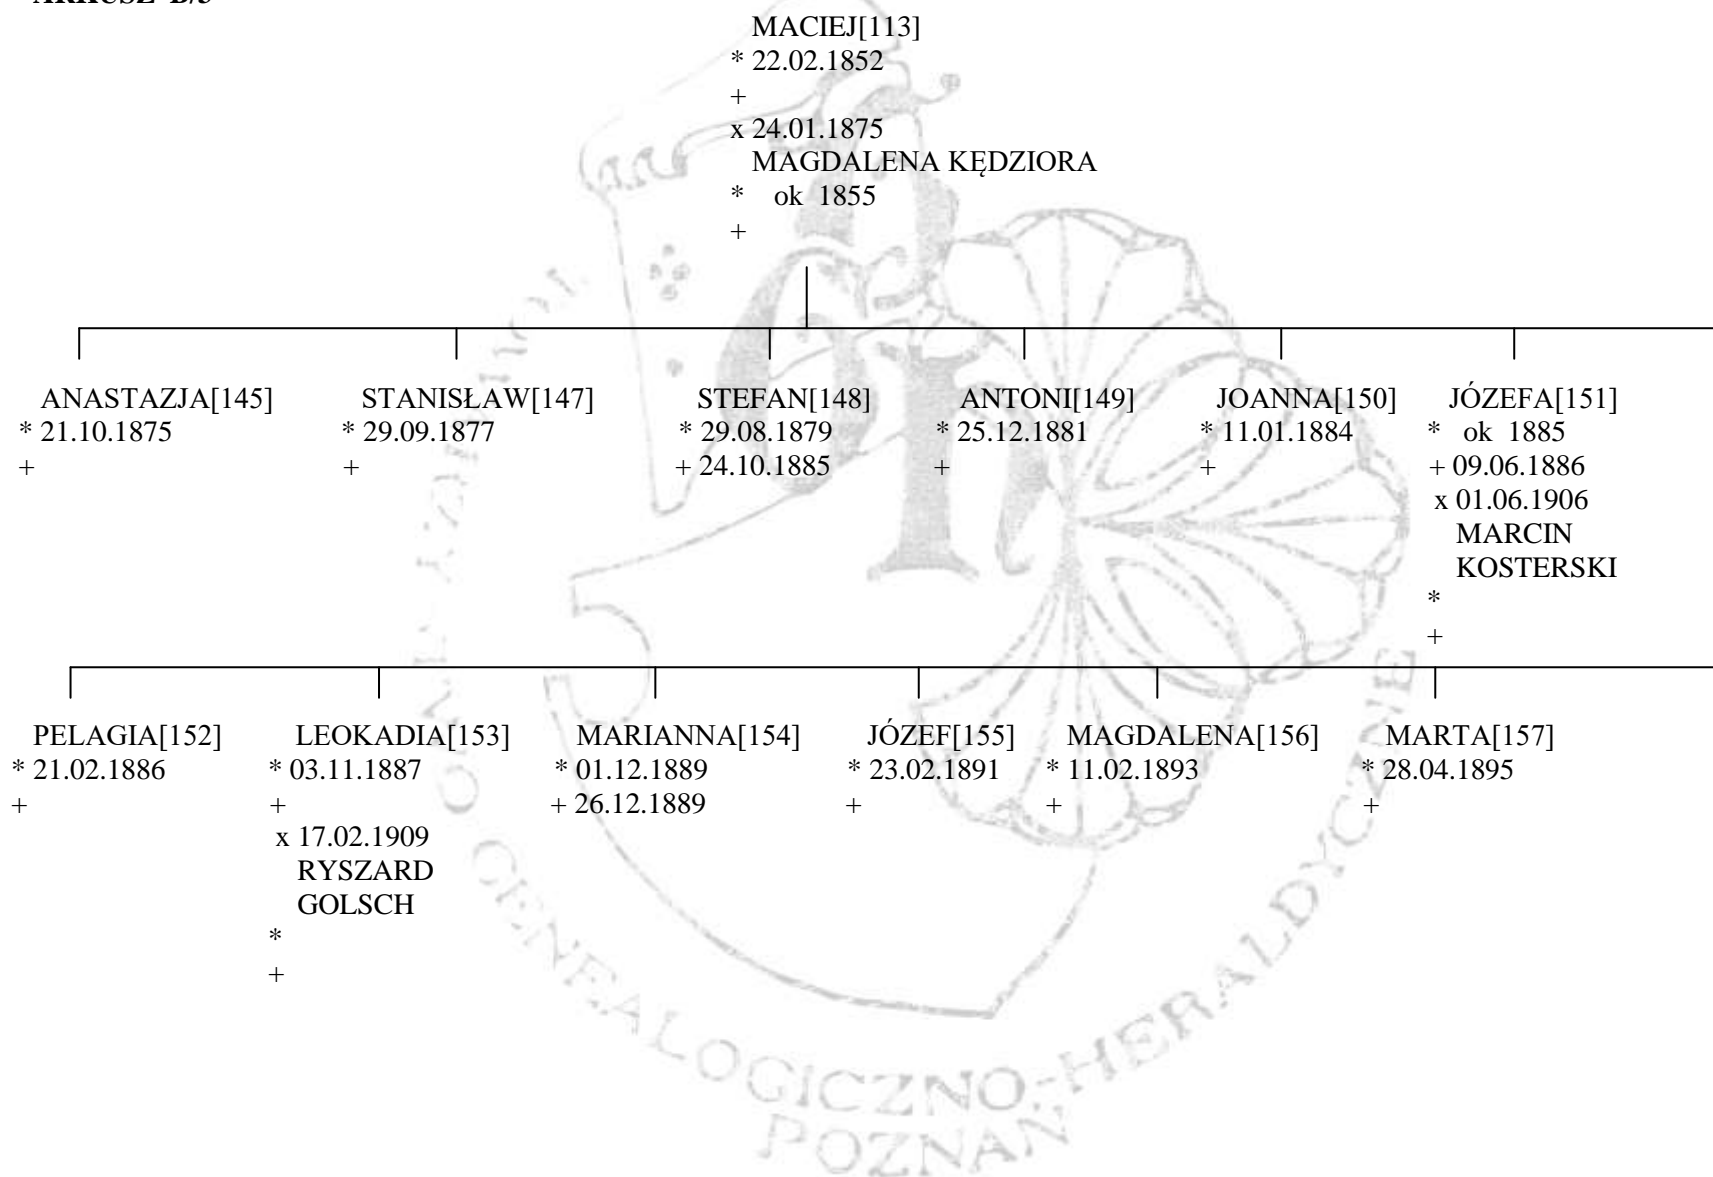 ARKUSZ B/5
MACIEJ[113]
* 22.02.1852
+
x 24.01.1875
MAGDALENA KĘDZIORA
* ok 1855
+
ANASTAZJA[145] STANISŁAW[147] STEFAN[148] ANTONI[149] JOANNA[150] JÓZEFA[151]
* 21.10.1875 * 29.09.1877 * 29.08.1879 * 25.12.1881 * 11.01.1884 * ok 1885
+ + + 24.10.1885 + + + 09.06.1886
x 01.06.1906
MARCIN
KOSTERSKI
*
+
PELAGIA[152] LEOKADIA[153] MARIANNA[154] JÓZEF[155] MAGDALENA[156] MARTA[157]
* 21.02.1886 * 03.11.1887 * 01.12.1889 * 23.02.1891 * 11.02.1893 * 28.04.1895
+ + + 26.12.1889 + + +
x 17.02.1909
RYSZARD
GOLSCH
*
+
GENEALOGICZNO-HERALDYCZNE
POZNAŃ